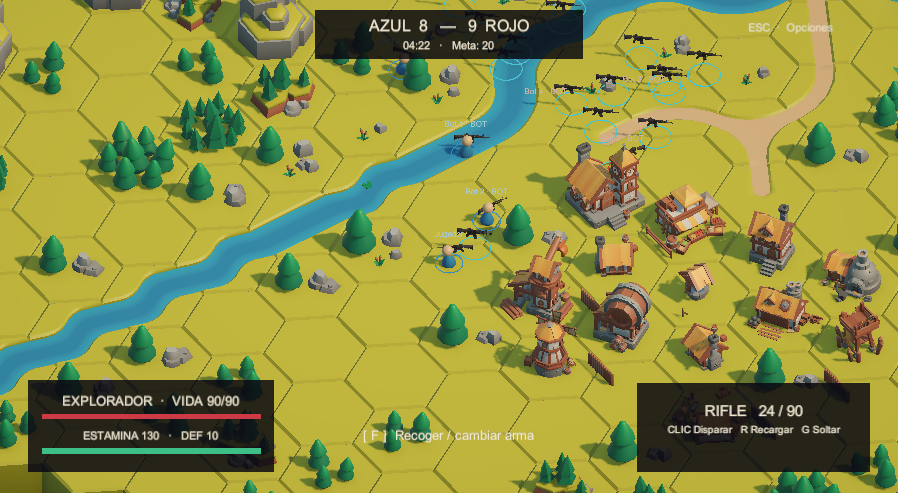 AZUL 8 — 9 ROJO
04:22 · Meta: 20
ESC · Opciones
EXPLORADOR · VIDA 90/90
ESTAMINA 130 · DEF 10
[ F ] Recoger / cambiar arma
RIFLE 24 / 90
CLIC Disparar R Recargar G Soltar